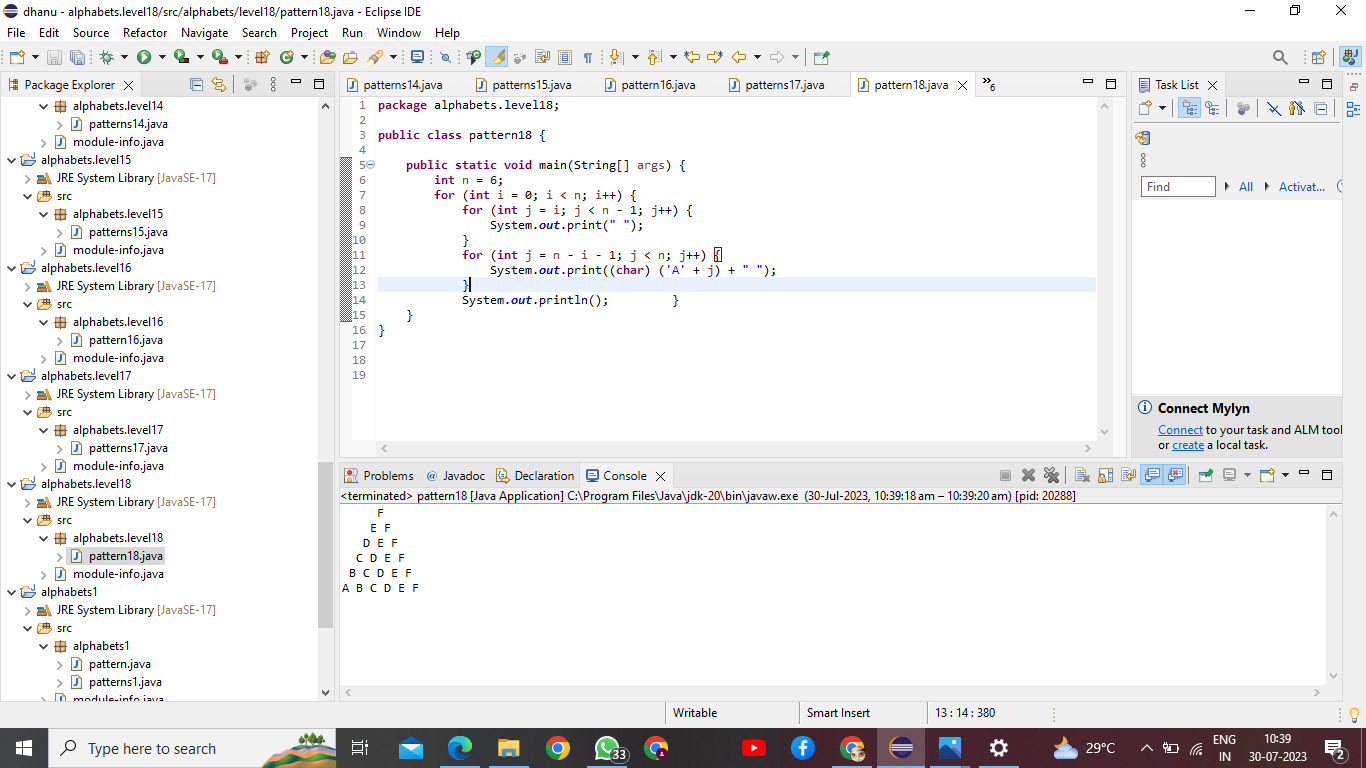 dhanu - alphabets.level18/src/alphabets/level18/pattern18.java - Eclipse IDE
File Edit Source Refactor Navigate Search Project Run Window Help
Package Explorer
alphabets.level14
patterns14.java
module-info.java
alphabets.level15
JRE System Library [JavaSE-17]
src
alphabets.level15
patterns15.java
module-info.java
alphabets.level16
JRE System Library [JavaSE-17]
src
alphabets.level16
pattern16.java
module-info.java
alphabets.level17
JRE System Library [JavaSE-17]
src
alphabets.level17
patterns17.java
module-info.java
alphabets.level18
JRE System Library [JavaSE-17]
src
alphabets.level18
pattern18.java
module-info.java
alphabets1
JRE System Library [JavaSE-17]
src
alphabets1
pattern.java
patterns1.java
module-info.java
patterns14.java patterns15.java pattern16.java patterns17.java pattern18.java »6
1 package alphabets.level18;
2
3 public class pattern18 {
4
5 public static void main(String[] args) {
6 int n = 6;
7 for (int i = 0; i < n; i++) {
8 for (int j = i; j < n - 1; j++) {
9 System.out.print(" ");
10 }
11 for (int j = n - i - 1; j < n; j++) {
12 System.out.print((char) ('A' + j) + " ");
13 }
14 System.out.println(); }
15 }
16 }
17
18
19
Task List
Find All Activat...
Connect Mylyn
Connect to your task and ALM tool
or create a local task.
Problems @ Javadoc Declaration Console
<terminated> pattern18 [Java Application] C:\Program Files\Java\jdk-20\bin\javaw.exe (30-Jul-2023, 10:39:18 am – 10:39:20 am) [pid: 20288]
F
E F
D E F
C D E F
B C D E F
A B C D E F
Writable Smart Insert 13 : 14 : 380
Type here to search 33 29°C ENG 10:39
IN 30-07-2023 2